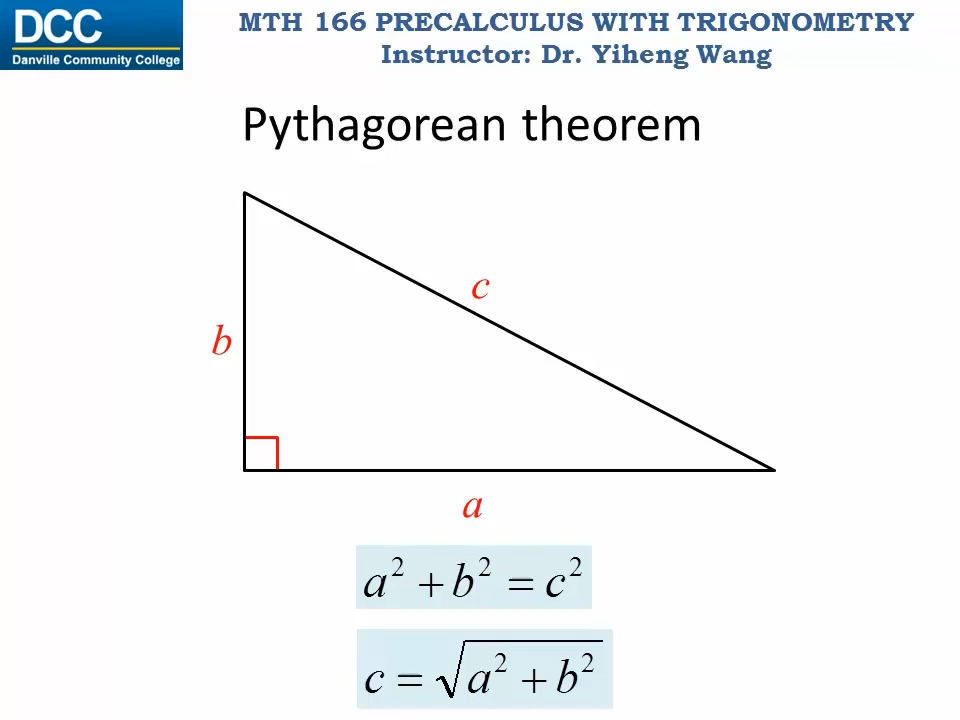 DCC
Danville Community College
MTH 166 PRECALCULUS WITH TRIGONOMETRY
Instructor: Dr. Yiheng Wang
Pythagorean theorem
c
b
a
a² + b² = c²
c = √(a² + b²)